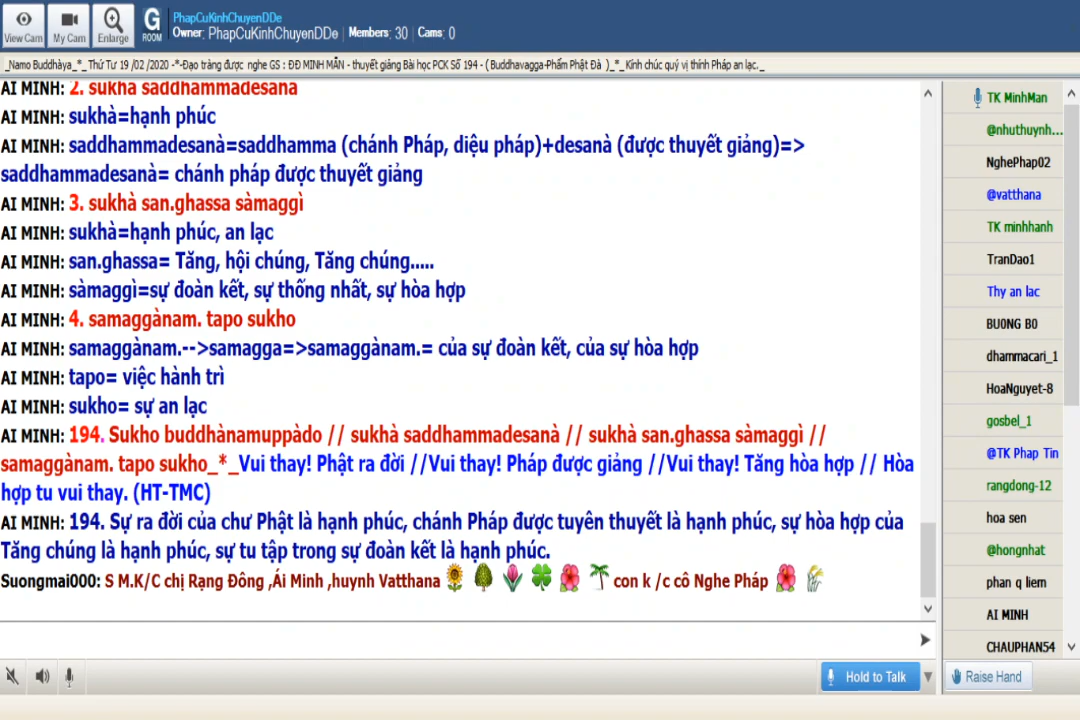 PhapCuKinhChuyenDDe
Owner: PhapCuKinhChuyenDDe Members: 30 Cams: 0
View Cam My Cam Enlarge G ROOM
_Namo Buddhàya_*_ Thứ Tư 19 /02 /2020 -*-Đạo tràng được nghe GS : ĐĐ MINH MẪN - thuyết giảng Bài học PCK Số 194 - ( Buddhavagga-Phẩm Phật Đà )_*_Kính chúc quý vị thính Pháp an lạc._
AI MINH: 2. sukhà saddhammadesanà
AI MINH: sukhà=hạnh phúc
AI MINH: saddhammadesanà=saddhamma (chánh Pháp, diệu pháp)+desanà (được thuyết giảng)=>
saddhammadesanà= chánh pháp được thuyết giảng
AI MINH: 3. sukhà san.ghassa sàmaggì
AI MINH: sukhà=hạnh phúc, an lạc
AI MINH: san.ghassa= Tăng, hội chúng, Tăng chúng.....
AI MINH: sàmaggì=sự đoàn kết, sự thống nhất, sự hòa hợp
AI MINH: 4. samaggànam. tapo sukho
AI MINH: samaggànam.-->samagga=>samaggànam.= của sự đoàn kết, của sự hòa hợp
AI MINH: tapo= việc hành trì
AI MINH: sukho= sự an lạc
AI MINH: 194. Sukho buddhànamuppàdo // sukhà saddhammadesanà // sukhà san.ghassa sàmaggì //
samaggànam. tapo sukho_*_Vui thay! Phật ra đời //Vui thay! Pháp được giảng //Vui thay! Tăng hòa hợp // Hòa
hợp tu vui thay. (HT-TMC)
AI MINH: 194. Sự ra đời của chư Phật là hạnh phúc, chánh Pháp được tuyên thuyết là hạnh phúc, sự hòa hợp của
Tăng chúng là hạnh phúc, sự tu tập trong sự đoàn kết là hạnh phúc.
Suongmai000: S M.K/C chị Rạng Đông ,Ái Minh ,huynh Vatthana con k /c cô Nghe Pháp
TK MinhMan
@nhuthuynh...
NghePhap02
@vatthana
TK minhhanh
TranDao1
Thy an lac
BU0NG B0
dhammacari_1
HoaNguyet-8
gosbel_1
@TK Phap Tin
rangdong-12
hoa sen
@hongnhat
phan q liem
AI MINH
CHAUPHAN54
Hold to Talk
Raise Hand